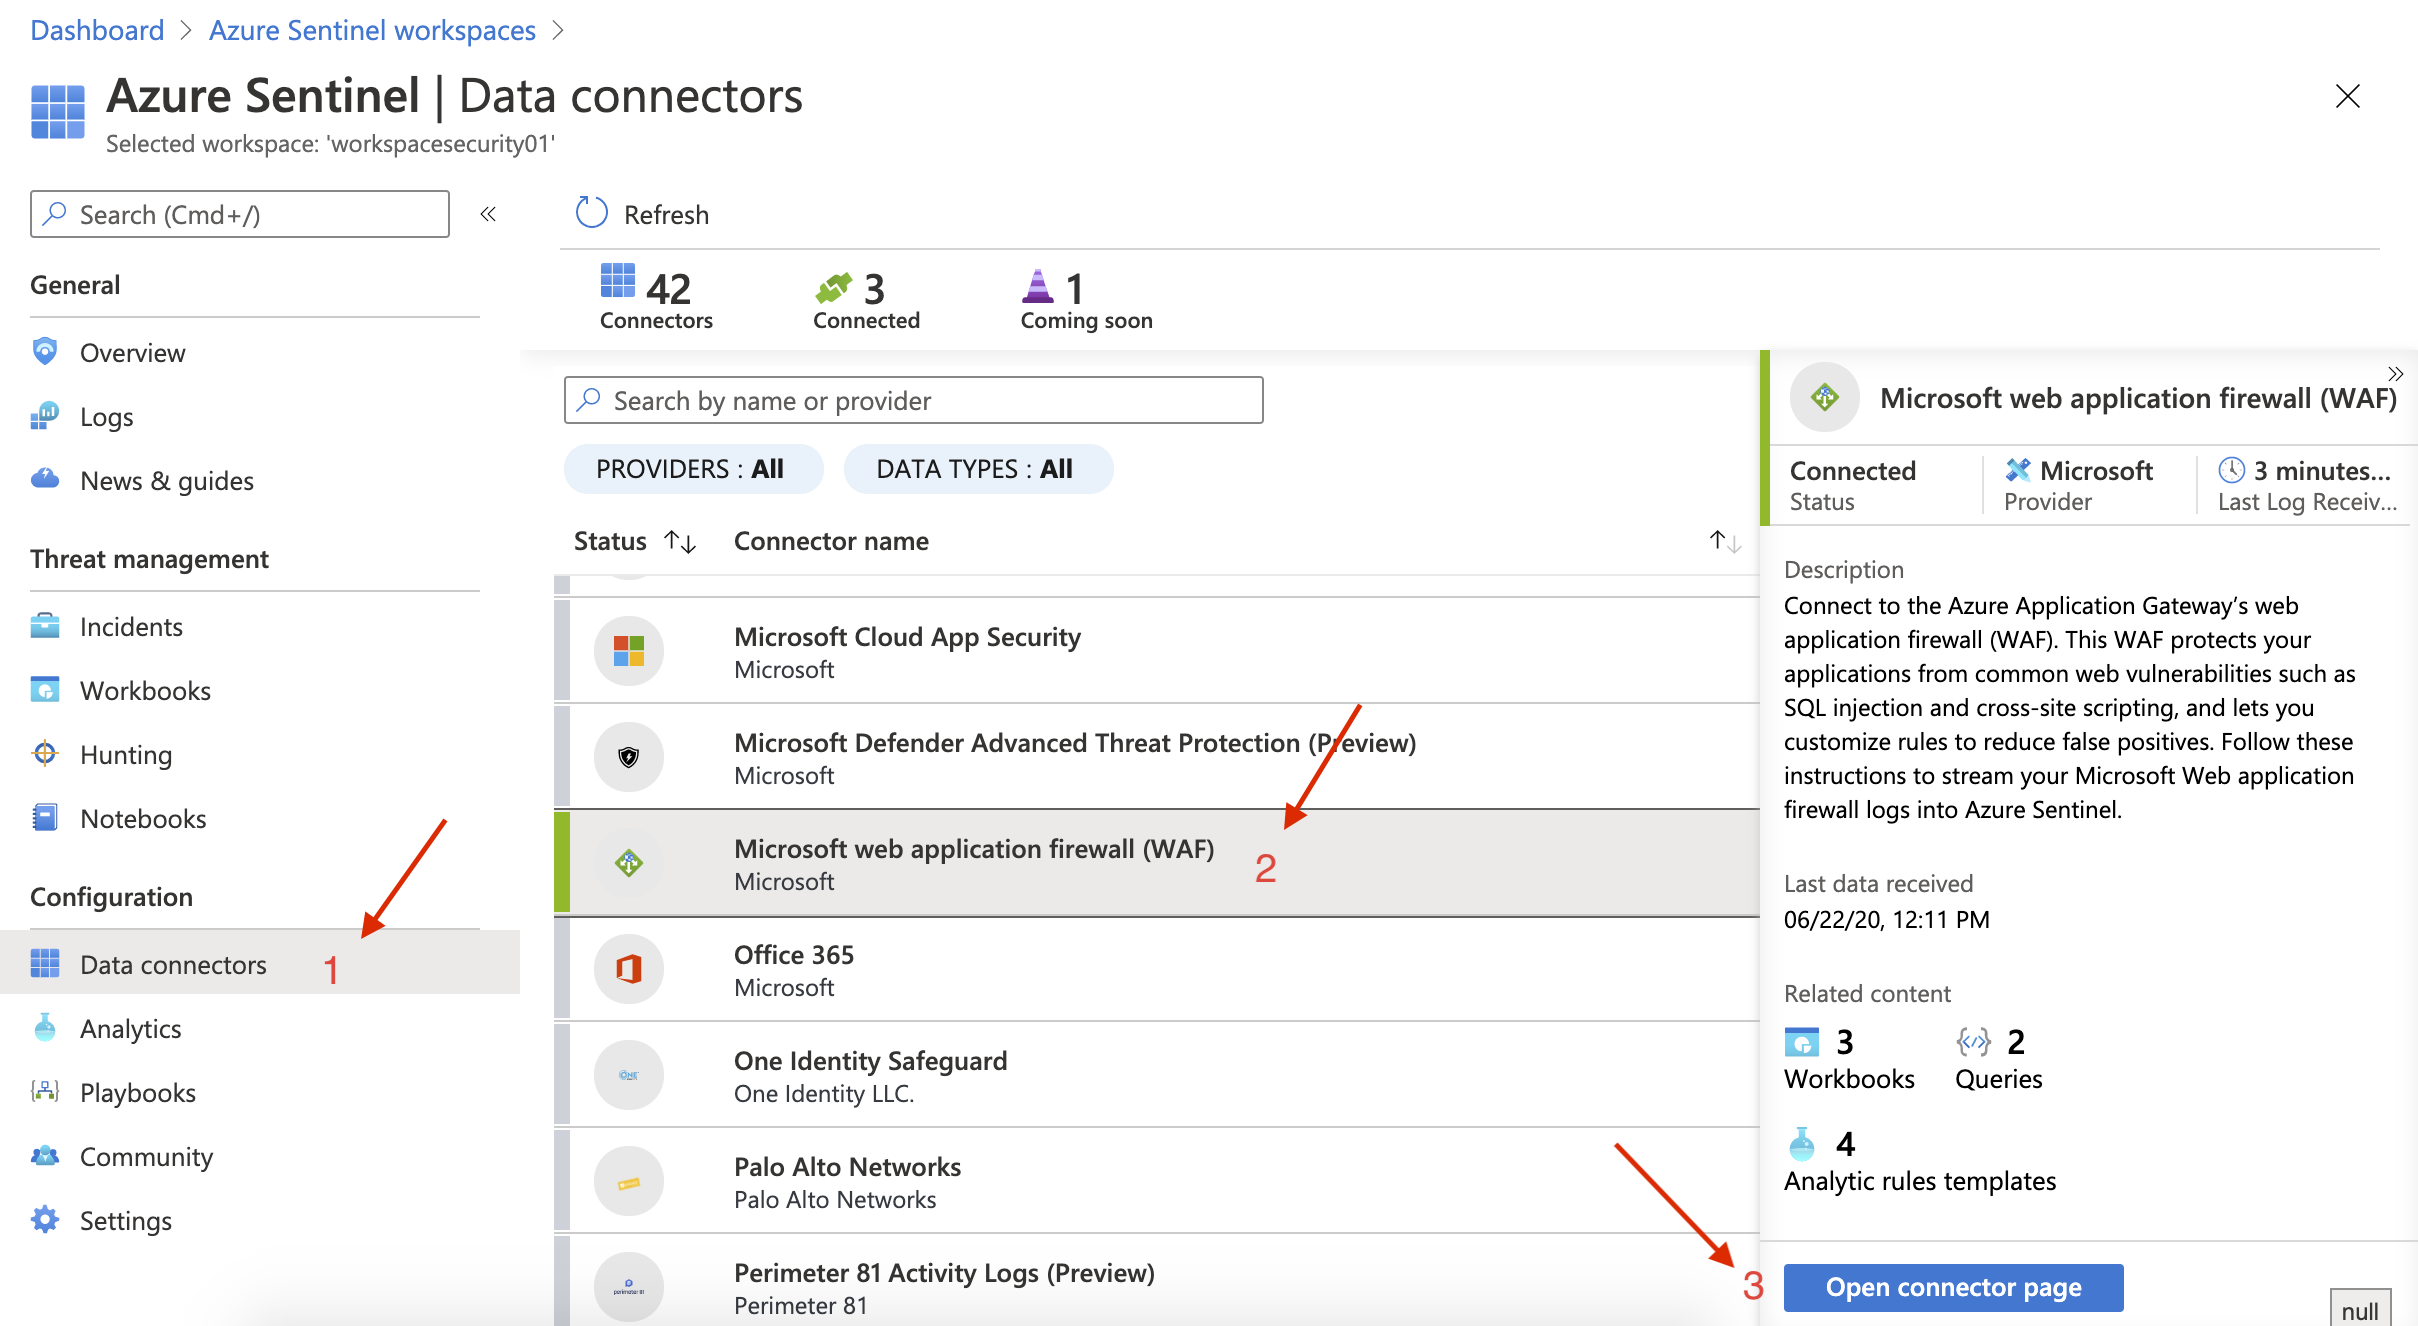 Dashboard > Azure Sentinel workspaces >
Azure Sentinel | Data connectors
Selected workspace: 'workspacesecurity01'
Search (Cmd+/)
«
General
Overview
Logs
News & guides
Threat management
Incidents
Workbooks
Hunting
Notebooks
Configuration
Data connectors 1
Analytics
Playbooks
Community
Settings
Refresh
42
Connectors
3
Connected
1
Coming soon
Search by name or provider
PROVIDERS : All
DATA TYPES : All
Status ↑↓ Connector name ↑↓
Microsoft Cloud App Security
Microsoft
Microsoft Defender Advanced Threat Protection (Preview)
Microsoft
Microsoft web application firewall (WAF)
Microsoft
2
Office 365
Microsoft
One Identity Safeguard
One Identity LLC.
ONE
Palo Alto Networks
Palo Alto Networks
Perimeter 81 Activity Logs (Preview)
Perimeter 81
perimeter 81
»
Microsoft web application firewall (WAF)
Connected
Status
Microsoft
Provider
3 minutes...
Last Log Receiv...
Description
Connect to the Azure Application Gateway’s web
application firewall (WAF). This WAF protects your
applications from common web vulnerabilities such as
SQL injection and cross-site scripting, and lets you
customize rules to reduce false positives. Follow these
instructions to stream your Microsoft Web application
firewall logs into Azure Sentinel.
Last data received
06/22/20, 12:11 PM
Related content
3
Workbooks
2
Queries
4
Analytic rules templates
3
Open connector page
null